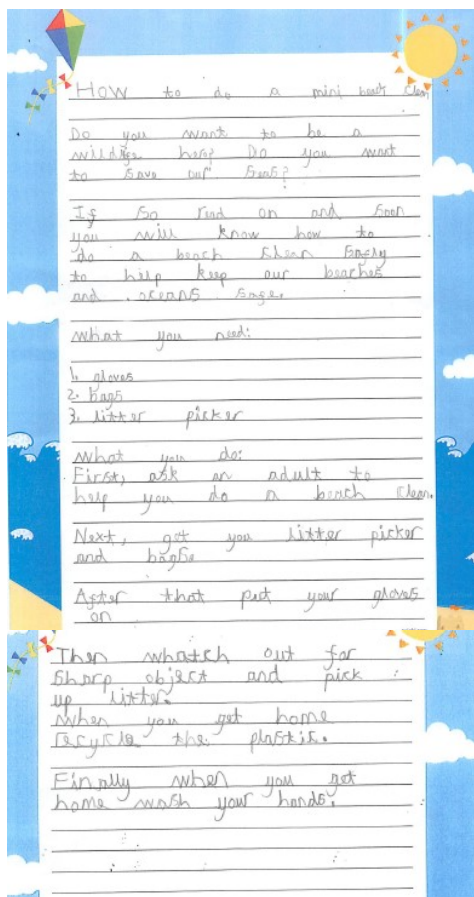 How to do a mini beach clean
Do you want to be a
wildlife hero? Do you want
to save our seas?
If so read on and soon
you will know how to
do a beach clean safly
to help keep our beaches
and oceans safe.
what you need:
1. gloves
2. bags
3. litter picker
what you do:
First, ask an adult to
help you do a beach clean.
Next, get you litter picker
and
After that put your gloves
on
Then whatch out for
sharp object and pick
up litter.
when you get home
recycle the plastic.
Finally when you get
home wash your hands.